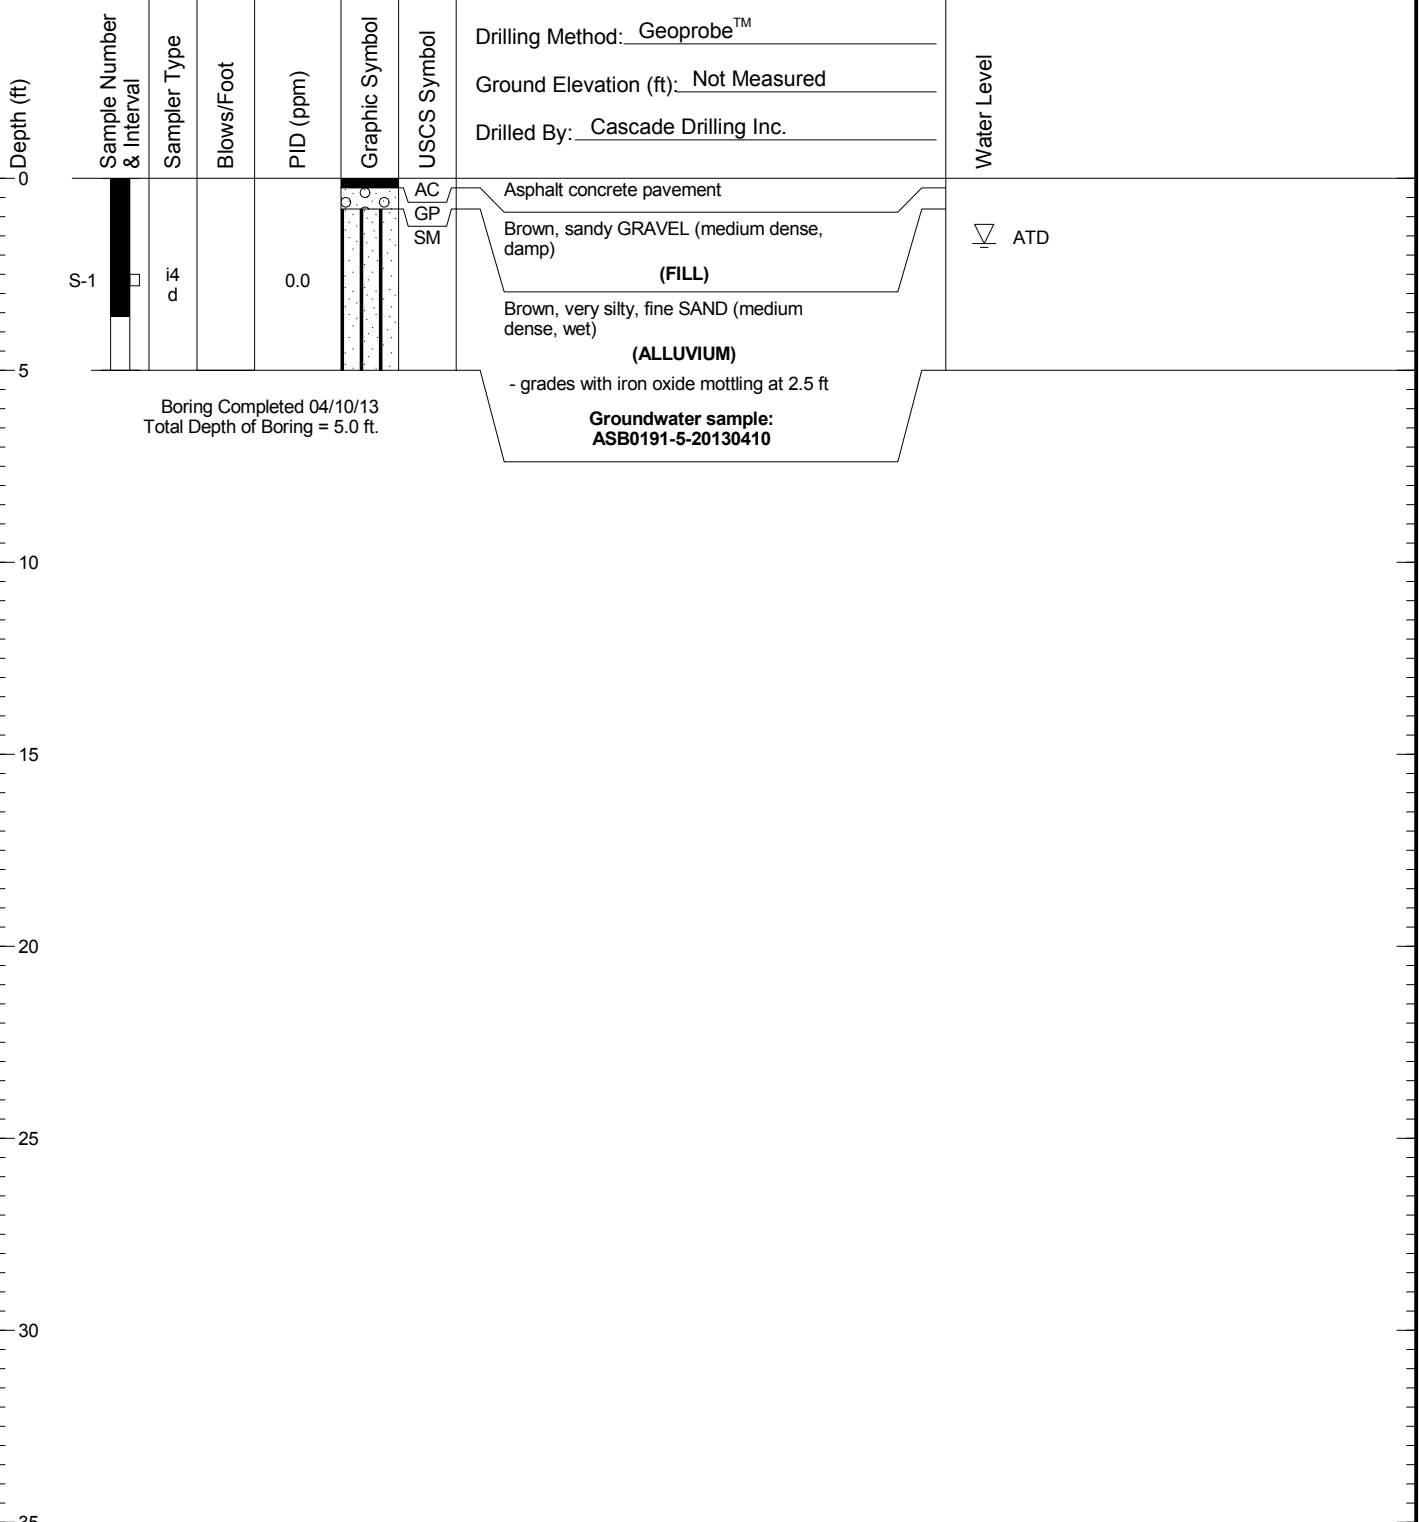 Depth (ft)
Sample Number
& Interval
Sampler Type
Blows/Foot
PID (ppm)
Graphic Symbol
USCS Symbol
Drilling Method: Geoprobe™
Ground Elevation (ft): Not Measured
Drilled By: Cascade Drilling Inc.
Water Level
0
AC
Asphalt concrete pavement
GP
SM
Brown, sandy GRAVEL (medium dense,
damp)
(FILL)
ATD
S-1
i4
d
0.0
Brown, very silty, fine SAND (medium
dense, wet)
(ALLUVIUM)
5
- grades with iron oxide mottling at 2.5 ft
Boring Completed 04/10/13
Total Depth of Boring = 5.0 ft.
Groundwater sample:
ASB0191-5-20130410
10
15
20
25
30
35